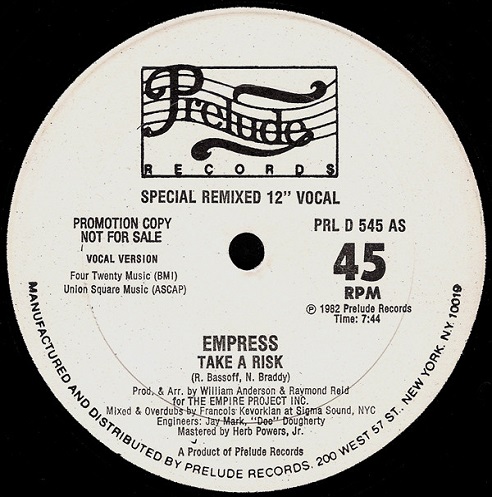 Prelude
RECORDS
SPECIAL REMIXED 12" VOCAL
PROMOTION COPY
NOT FOR SALE
VOCAL VERSION
Four Twenty Music (BMI)
Union Square Music (ASCAP)
PRL D 545 AS
45
RPM
℗ 1982 Prelude Records
Time: 7:44
EMPRESS
TAKE A RISK
(R. Bassoff, N. Braddy)
Prod. & Arr. by William Anderson & Raymond Reid
for THE EMPIRE PROJECT INC.
Mixed & Overdubs by Francois Kevorkian at Sigma Sound, NYC
Engineers: Jay Mark, "Dee" Dougherty
Mastered by Herb Powers, Jr.
A Product of Prelude Records
MANUFACTURED AND DISTRIBUTED BY PRELUDE RECORDS. 200 WEST 57 ST., NEW YORK. N.Y. 10019